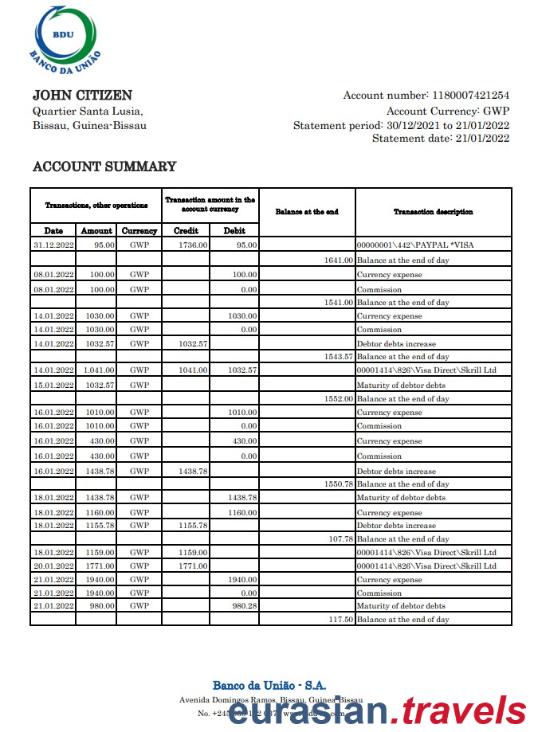 BDU
BANCO DA UNIÃO
JOHN CITIZEN
Quartier Santa Lusia,
Bissau, Guinea-Bissau
Account number: 1180007421254
Account Currency: GWP
Statement period: 30/12/2021 to 21/01/2022
Statement date: 21/01/2022
ACCOUNT SUMMARY
Transactions, other operations Transaction amount in the account currency Balance at the end Transaction description
Date Amount Currency Credit Debit
31.12.2022 95.00 GWP 1736.00 95.00 00000001\442\PAYPAL *VISA
1641.00 Balance at the end of day
08.01.2022 100.00 GWP 100.00 Currency expense
08.01.2022 100.00 GWP 0.00 Commission
1541.00 Balance at the end of day
14.01.2022 1030.00 GWP 1030.00 Currency expense
14.01.2022 1030.00 GWP 0.00 Commission
14.01.2022 1032.57 GWP 1032.57 Debtor debts increase
1543.57 Balance at the end of day
14.01.2022 1.041.00 GWP 1041.00 1032.57 00001414\826\Visa Direct\Skrill Ltd
15.01.2022 1032.57 GWP Maturity of debtor debts
1552.00 Balance at the end of day
16.01.2022 1010.00 GWP 1010.00 Currency expense
16.01.2022 1010.00 GWP 0.00 Commission
16.01.2022 430.00 GWP 430.00 Currency expense
16.01.2022 430.00 GWP 0.00 Commission
16.01.2022 1438.78 GWP 1438.78 Debtor debts increase
1550.78 Balance at the end of day
18.01.2022 1438.78 GWP 1438.78 Maturity of debtor debts
18.01.2022 1160.00 GWP 1160.00 Currency expense
18.01.2022 1155.78 GWP 1155.78 Debtor debts increase
107.78 Balance at the end of day
18.01.2022 1159.00 GWP 1159.00 00001414\826\Visa Direct\Skrill Ltd
20.01.2022 1771.00 GWP 1771.00 00001414\826\Visa Direct\Skrill Ltd
21.01.2022 1940.00 GWP 1940.00 Currency expense
21.01.2022 1940.00 GWP 0.00 Commission
21.01.2022 980.00 GWP 980.28 Maturity of debtor debts
117.50 Balance at the end of day
Banco da União - S.A.
Avenida Domingos Ramos, Bissau, Guinea-Bissau
No.
eurasian.travels